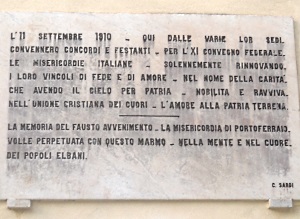 L'11 SETTEMBRE 1910 - QUI DALLE VARIE LOR SEDI,
CONVENNERO CONCORDI E FESTANTI - PER L'XI CONVEGNO FEDERALE,
LE MISERICORDIE ITALIANE - SOLENNEMENTE RINNOVANDO,
I LORO VINCOLI DI FEDE E DI AMORE - NEL NOME DELLA CARITÀ,
CHE AVENDO IL CIELO PER PATRIA - NOBILITA E RAVVIVA,
NELL'UNIONE CRISTIANA DEI CUORI - L'AMORE ALLA PATRIA TERRENA.
LA MEMORIA DEL FAUSTO AVVENIMENTO - LA MISERICORDIA DI PORTOFERRAIO,
VOLLE PERPETUATA CON QUESTO MARMO - NELLA MENTE E NEL CUORE,
DEI POPOLI ELBANI.
C. SARDI